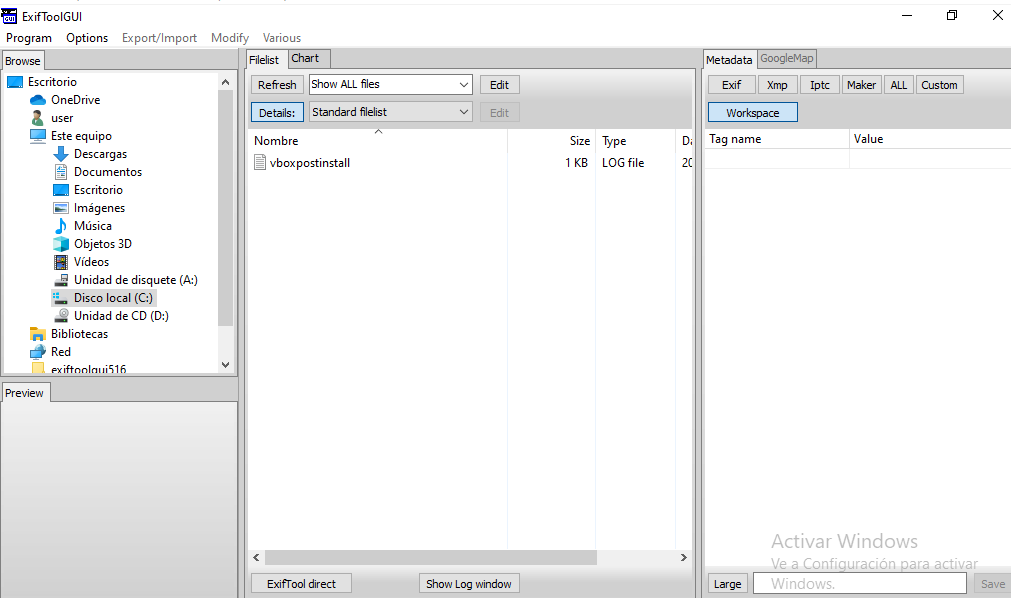 ExifToolGUI
Program Options Export/Import Modify Various
Browse
Escritorio
OneDrive
user
Este equipo
Descargas
Documentos
Escritorio
Imágenes
Música
Objetos 3D
Vídeos
Unidad de disquete (A:)
Disco local (C:)
Unidad de CD (D:)
Bibliotecas
Red
exiftoolgui516
Preview
Filelist Chart
Refresh Show ALL files Edit
Details: Standard filelist Edit
Nombre Size Type
vboxpostinstall 1 KB LOG file
ExifTool direct Show Log window
Metadata GoogleMap
Exif Xmp Iptc Maker ALL Custom
Workspace
Tag name Value
Activar Windows
Ve a Configuración para activar
Windows.
Large Save